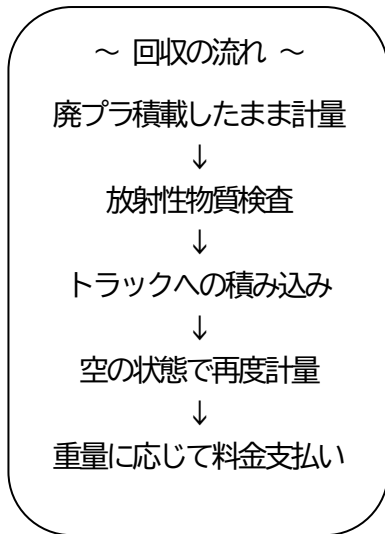 ～ 回収の流れ ～
廃プラ積載したまま計量
↓
放射性物質検査
↓
トラックへの積み込み
↓
空の状態で再度計量
↓
重量に応じて料金支払い